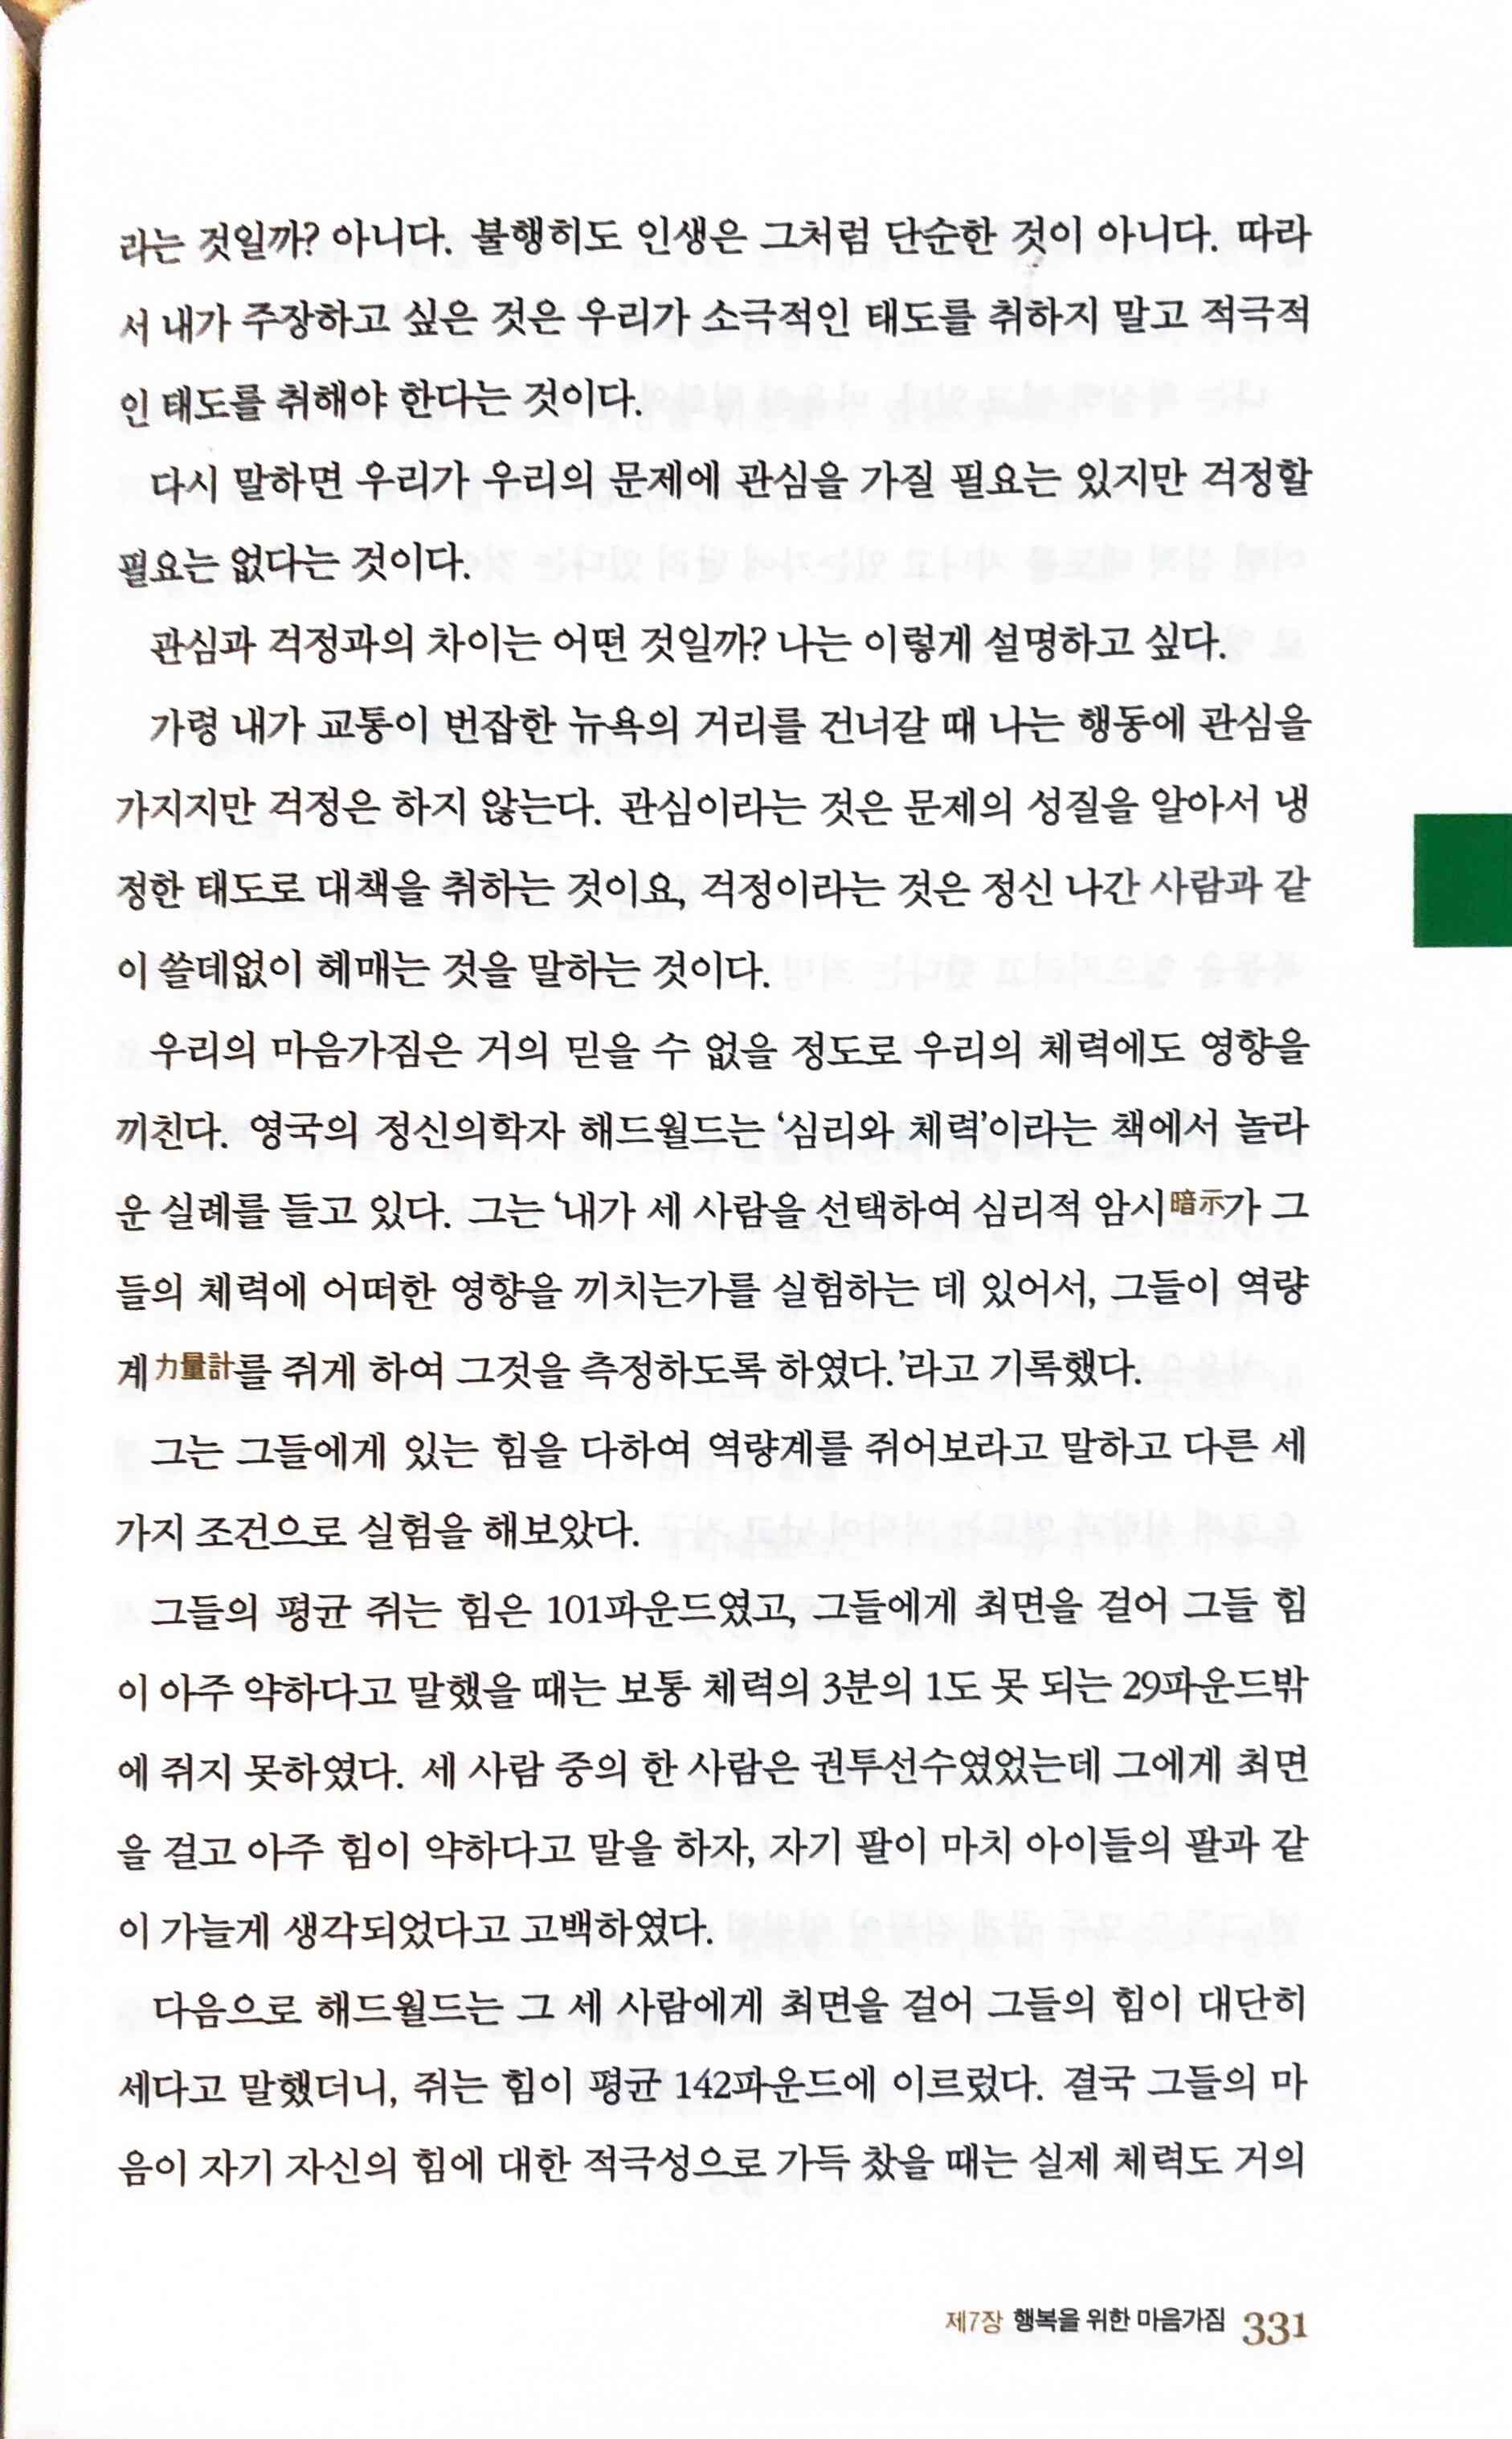 라는 것일까? 아니다. 불행히도 인생은 그처럼 단순한 것이 아니다. 따라
서 내가 주장하고 싶은 것은 우리가 소극적인 태도를 취하지 말고 적극적
인 태도를 취해야 한다는 것이다.
다시 말하면 우리가 우리의 문제에 관심을 가질 필요는 있지만 걱정할
필요는 없다는 것이다.
관심과 걱정과의 차이는 어떤 것일까? 나는 이렇게 설명하고 싶다.
가령 내가 교통이 번잡한 뉴욕의 거리를 건너갈 때 나는 행동에 관심을
가지지만 걱정은 하지 않는다. 관심이라는 것은 문제의 성질을 알아서 냉
정한 태도로 대책을 취하는 것이요, 걱정이라는 것은 정신 나간 사람과 같
이 쓸데없이 헤매는 것을 말하는 것이다.
우리의 마음가짐은 거의 믿을 수 없을 정도로 우리의 체력에도 영향을
끼친다. 영국의 정신의학자 해드월드는 ‘심리와 체력’이라는 책에서 놀라
운 실례를 들고 있다. 그는 ‘내가 세 사람을 선택하여 심리적 암시暗示가 그
들의 체력에 어떠한 영향을 끼치는가를 실험하는 데 있어서, 그들이 역량
계力量計를 쥐게 하여 그것을 측정하도록 하였다.’라고 기록했다.
그는 그들에게 있는 힘을 다하여 역량계를 쥐어보라고 말하고 다른 세
가지 조건으로 실험을 해보았다.
그들의 평균 쥐는 힘은 101파운드였고, 그들에게 최면을 걸어 그들 힘
이 아주 약하다고 말했을 때는 보통 체력의 3분의 1도 못 되는 29파운드밖
에 쥐지 못하였다. 세 사람 중의 한 사람은 권투선수였었는데 그에게 최면
을 걸고 아주 힘이 약하다고 말을 하자, 자기 팔이 마치 아이들의 팔과 같
이 가늘게 생각되었다고 고백하였다.
다음으로 해드월드는 그 세 사람에게 최면을 걸어 그들의 힘이 대단히
세다고 말했더니, 쥐는 힘이 평균 142파운드에 이르렀다. 결국 그들의 마
음이 자기 자신의 힘에 대한 적극성으로 가득 찼을 때는 실제 체력도 거의
제7장 행복을 위한 마음가짐 331